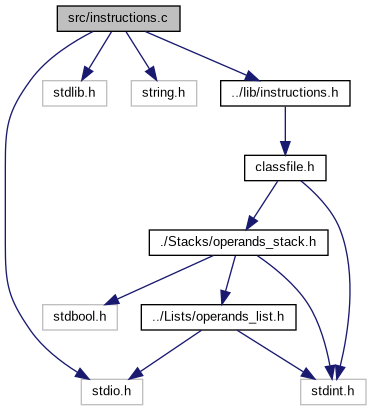 src/instructions.c
stdlib.h
string.h
../lib/instructions.h
classfile.h
./Stacks/operands_stack.h
stdbool.h
../Lists/operands_list.h
stdio.h
stdint.h